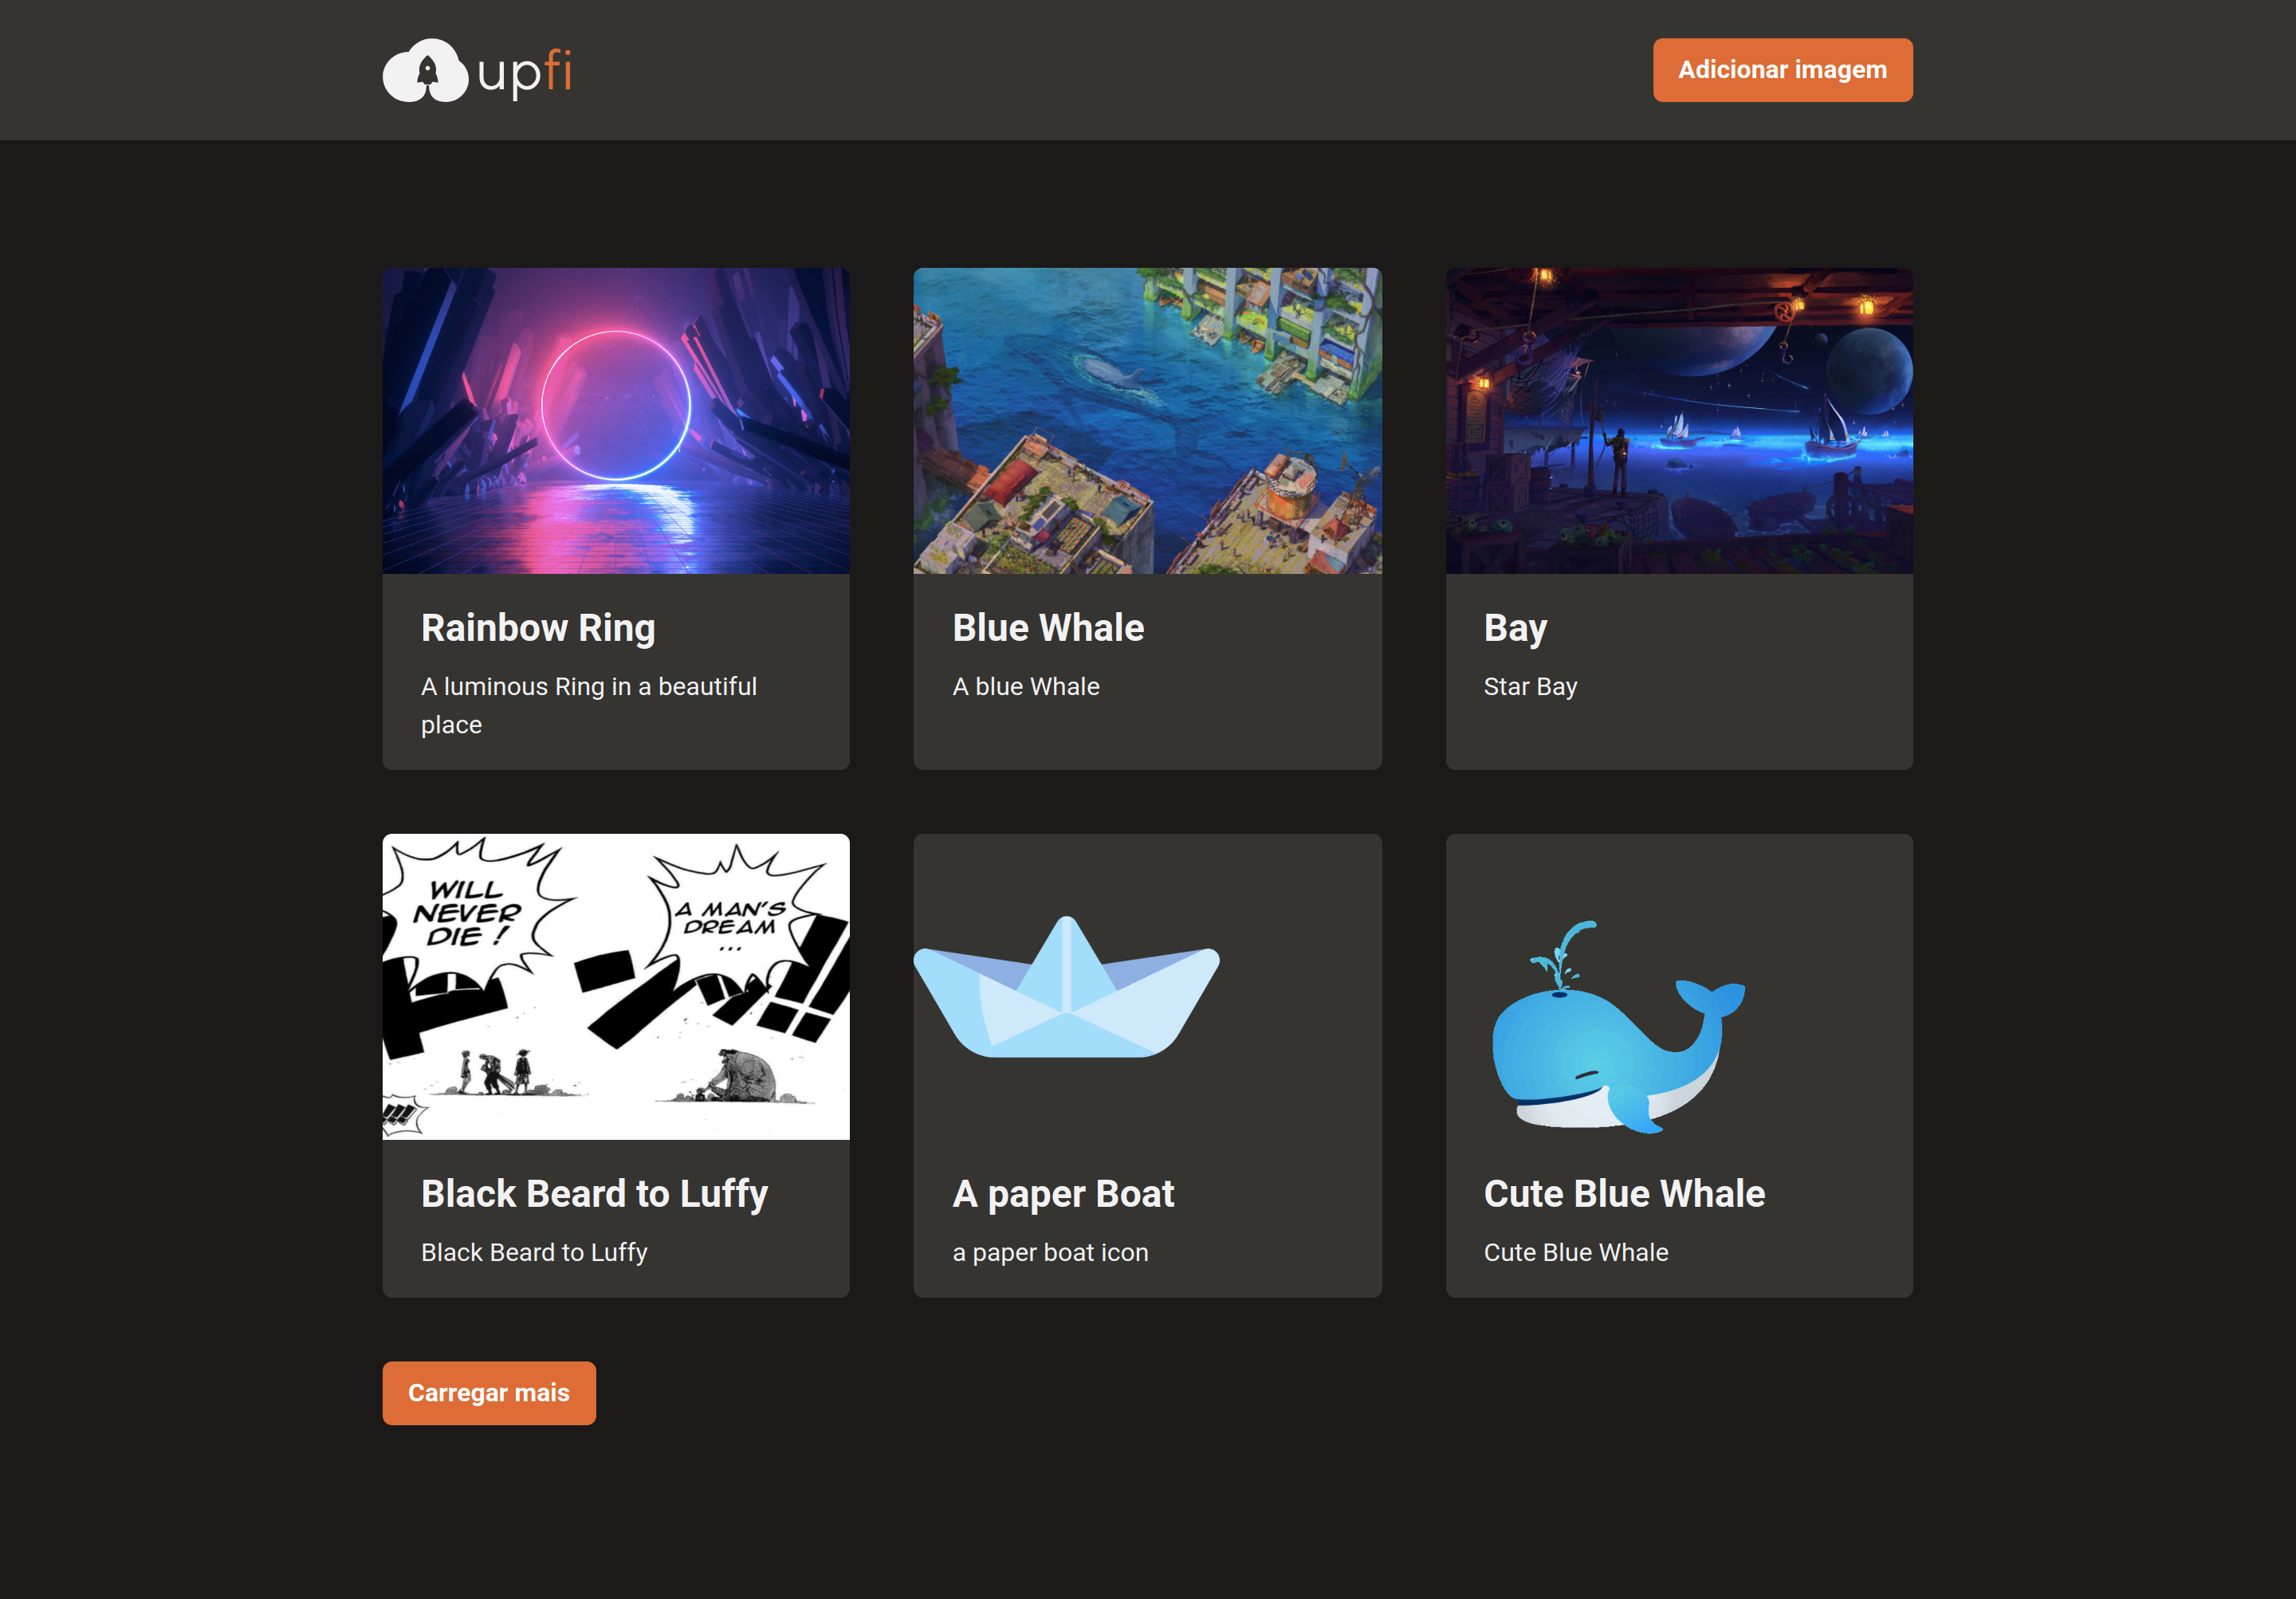 upfi
Adicionar imagem
Rainbow Ring
A luminous Ring in a beautiful
place
Blue Whale
A blue Whale
Bay
Star Bay
WILL
NEVER
DIE !
A MAN'S
DREAM
...
Black Beard to Luffy
Black Beard to Luffy
A paper Boat
a paper boat icon
Cute Blue Whale
Cute Blue Whale
Carregar mais